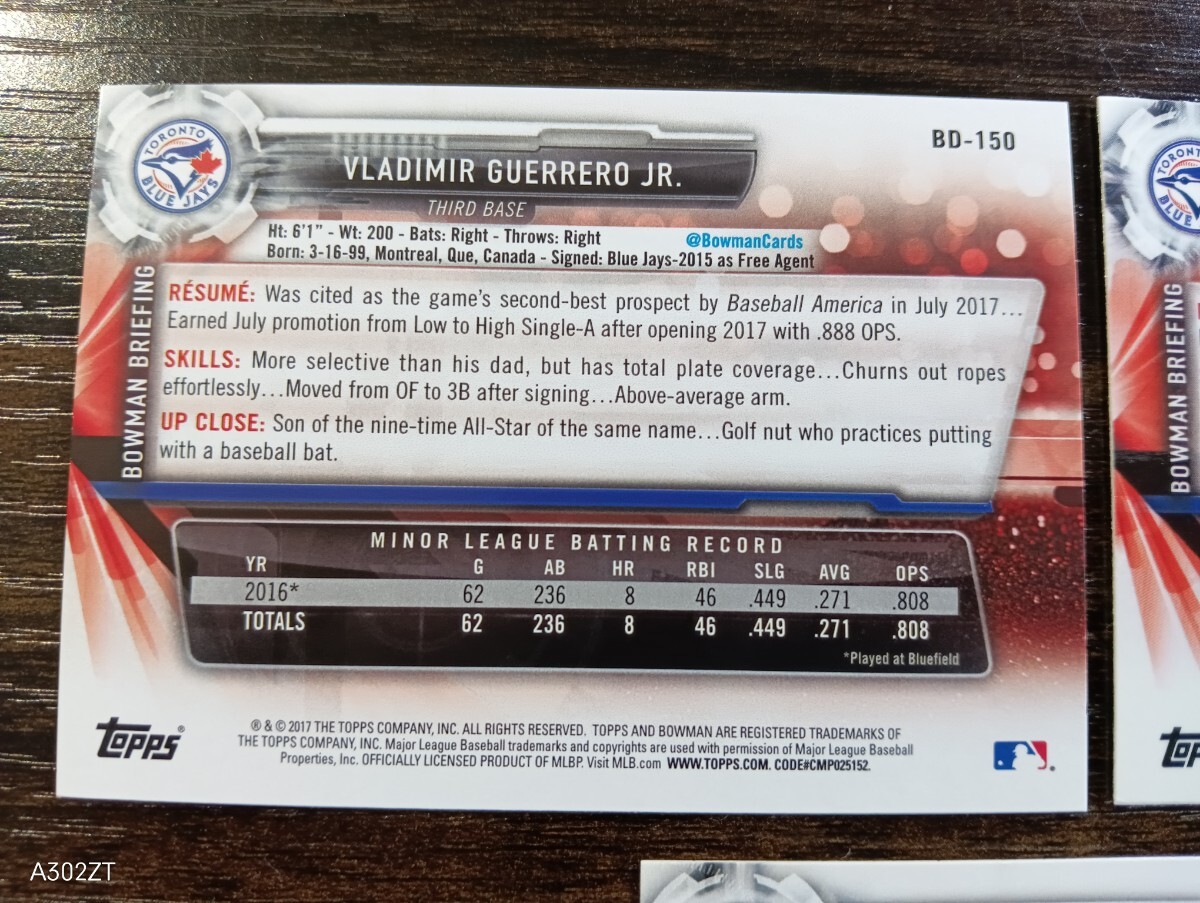 TORONTO
BLUE JAYS
BD-150
VLADIMIR GUERRERO JR.
THIRD BASE
Ht: 6'1" - Wt: 200 - Bats: Right - Throws: Right
@BowmanCards
Born: 3-16-99, Montreal, Que, Canada - Signed: Blue Jays-2015 as Free Agent
BOWMAN BRIEFING
RÉSUMÉ: Was cited as the game's second-best prospect by Baseball America in July 2017...
Earned July promotion from Low to High Single-A after opening 2017 with .888 OPS.
SKILLS: More selective than his dad, but has total plate coverage...Churns out ropes
effortlessly...Moved from OF to 3B after signing...Above-average arm.
UP CLOSE: Son of the nine-time All-Star of the same name...Golf nut who practices putting
with a baseball bat.
MINOR LEAGUE BATTING RECORD
YR G AB HR RBI SLG AVG OPS
2016* 62 236 8 46 .449 .271 .808
TOTALS 62 236 8 46 .449 .271 .808
*Played at Bluefield
TOPPS®
® & © 2017 THE TOPPS COMPANY, INC. ALL RIGHTS RESERVED. TOPPS AND BOWMAN ARE REGISTERED TRADEMARKS OF
THE TOPPS COMPANY, INC. Major League Baseball trademarks and copyrights are used with permission of Major League Baseball
Properties, Inc. OFFICIALLY LICENSED PRODUCT OF MLBP. Visit MLB.com WWW.TOPPS.COM. CODE#CMP025152.
BOWMAN BRIEFING
A302ZT